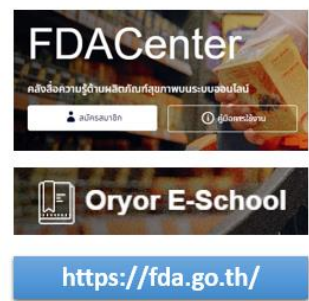 FDACenter
คลังสื่อความรู้ด้านผลิตภัณฑ์สุขภาพบนระบบออนไลน์
สมัครสมาชิก
คู่มือการใช้งาน
Oryor E-School
https://fda.go.th/